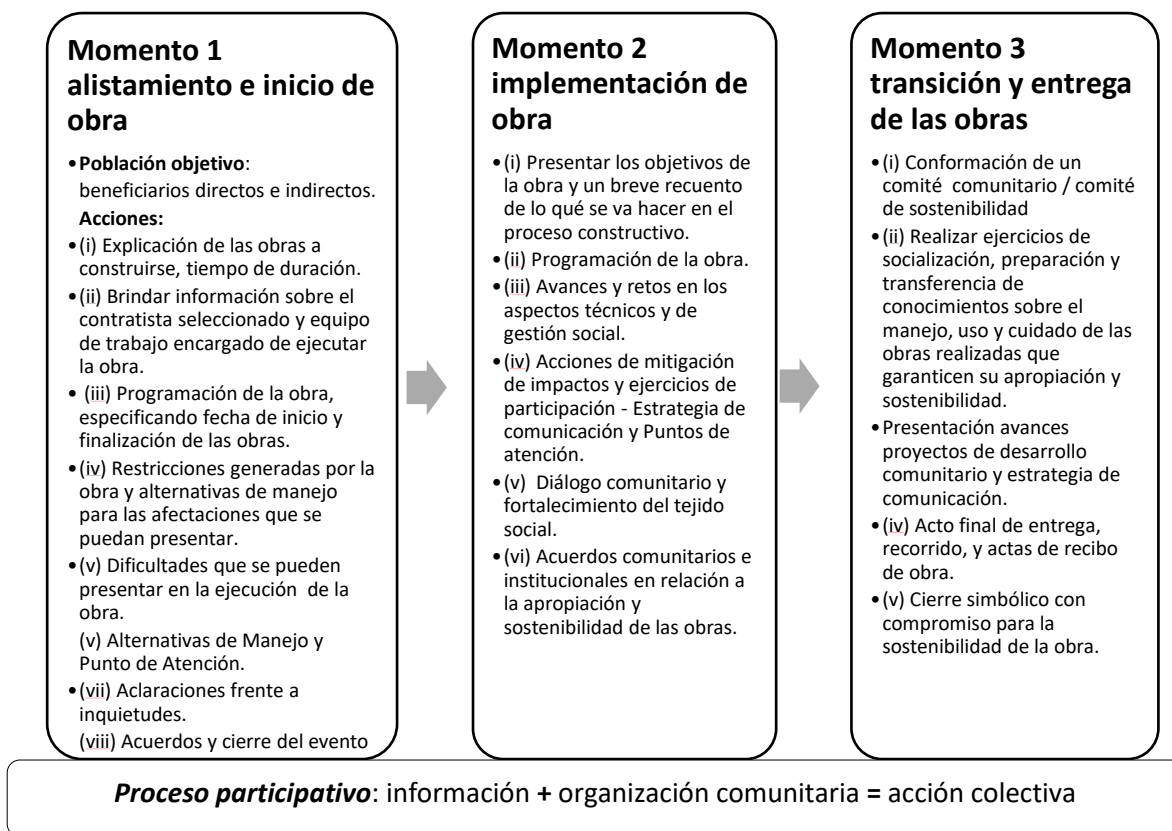 Momento 1
alistamiento e inicio de
obra
•Población objetivo:
beneficiarios directos e indirectos.
Acciones:
•(i) Explicación de las obras a
construirse, tiempo de duración.
•(ii) Brindar información sobre el
contratista seleccionado y equipo
de trabajo encargado de ejecutar
la obra.
• (iii) Programación de la obra,
especificando fecha de inicio y
finalización de las obras.
•(iv) Restricciones generadas por la
obra y alternativas de manejo
para las afectaciones que se
puedan presentar.
•(v) Dificultades que se pueden
presentar en la ejecución de la
obra.
(v) Alternativas de Manejo y
Punto de Atención.
•(vii) Aclaraciones frente a
inquietudes.
(viii) Acuerdos y cierre del evento
Momento 2
implementación de
obra
•(i) Presentar los objetivos de
la obra y un breve recuento
de lo qué se va hacer en el
proceso constructivo.
•(ii) Programación de la obra.
•(iii) Avances y retos en los
aspectos técnicos y de
gestión social.
•(iv) Acciones de mitigación
de impactos y ejercicios de
participación - Estrategia de
comunicación y Puntos de
atención.
•(v) Diálogo comunitario y
fortalecimiento del tejido
social.
•(vi) Acuerdos comunitarios e
institucionales en relación a
la apropiación y
sostenibilidad de las obras.
Momento 3
transición y entrega
de las obras
•(i) Conformación de un
comité comunitario / comité
de sostenibilidad
•(ii) Realizar ejercicios de
socialización, preparación y
transferencia de
conocimientos sobre el
manejo, uso y cuidado de las
obras realizadas que
garanticen su apropiación y
sostenibilidad.
•Presentación avances
proyectos de desarrollo
comunitario y estrategia de
comunicación.
•(iv) Acto final de entrega,
recorrido, y actas de recibo
de obra.
•(v) Cierre simbólico con
compromiso para la
sostenibilidad de la obra.
Proceso participativo: información + organización comunitaria = acción colectiva